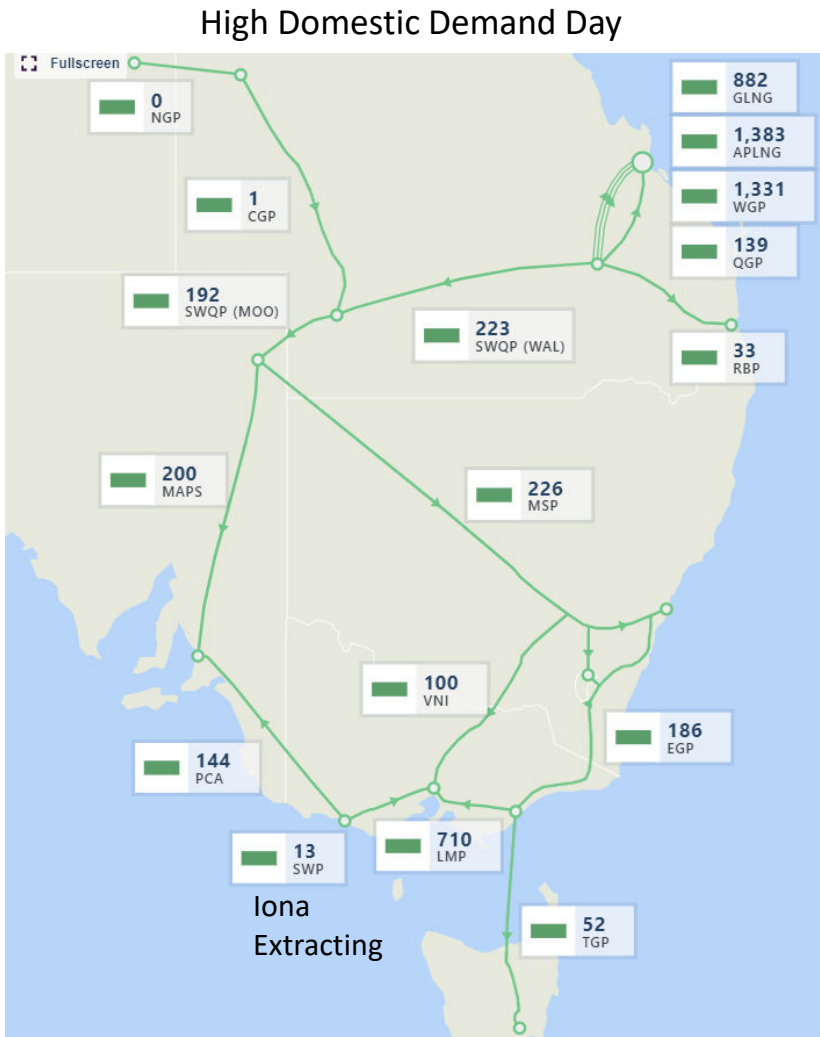 High Domestic Demand Day
Fullscreen
0
NGP
882
GLNG
1,383
APLNG
1,331
WGP
139
QGP
1
CGP
192
SWQP (MOO)
223
SWQP (WAL)
33
RBP
200
MAPS
226
MSP
100
VNI
186
EGP
144
PCA
13
SWP
710
LMP
52
TGP
Iona
Extracting